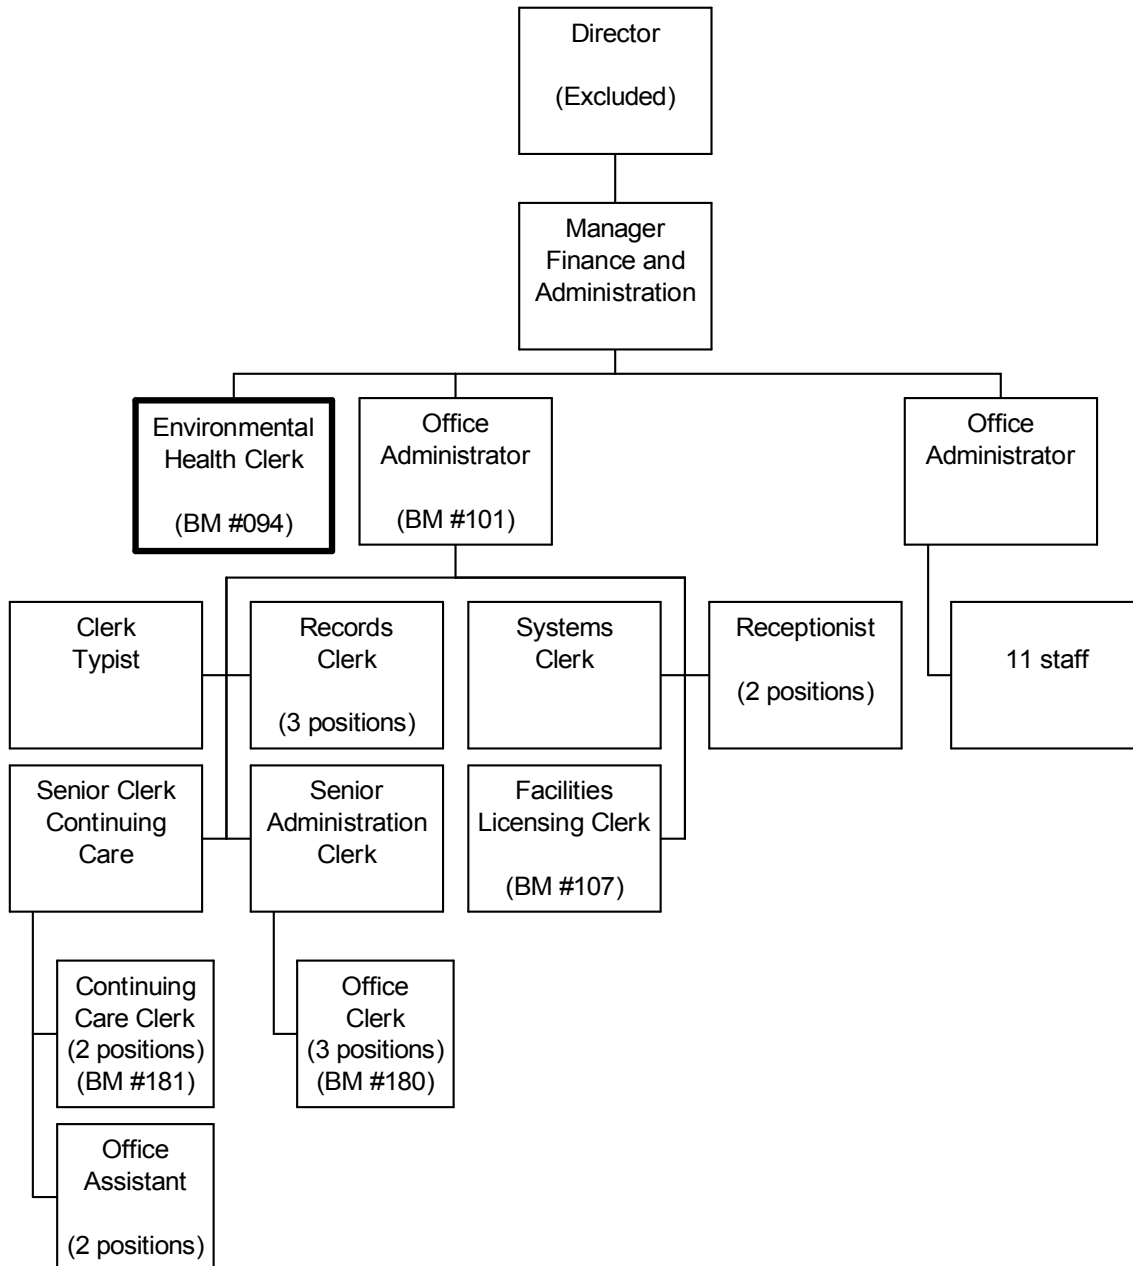 Director
(Excluded)
Manager
Finance and
Administration
Environmental
Health Clerk
(BM #094)
Office
Administrator
(BM #101)
Office
Administrator
Clerk
Typist
Records
Clerk
(3 positions)
Systems
Clerk
Receptionist
(2 positions)
11 staff
Senior Clerk
Continuing
Care
Senior
Administration
Clerk
Facilities
Licensing Clerk
(BM #107)
Continuing
Care Clerk
(2 positions)
(BM #181)
Office
Clerk
(3 positions)
(BM #180)
Office
Assistant
(2 positions)